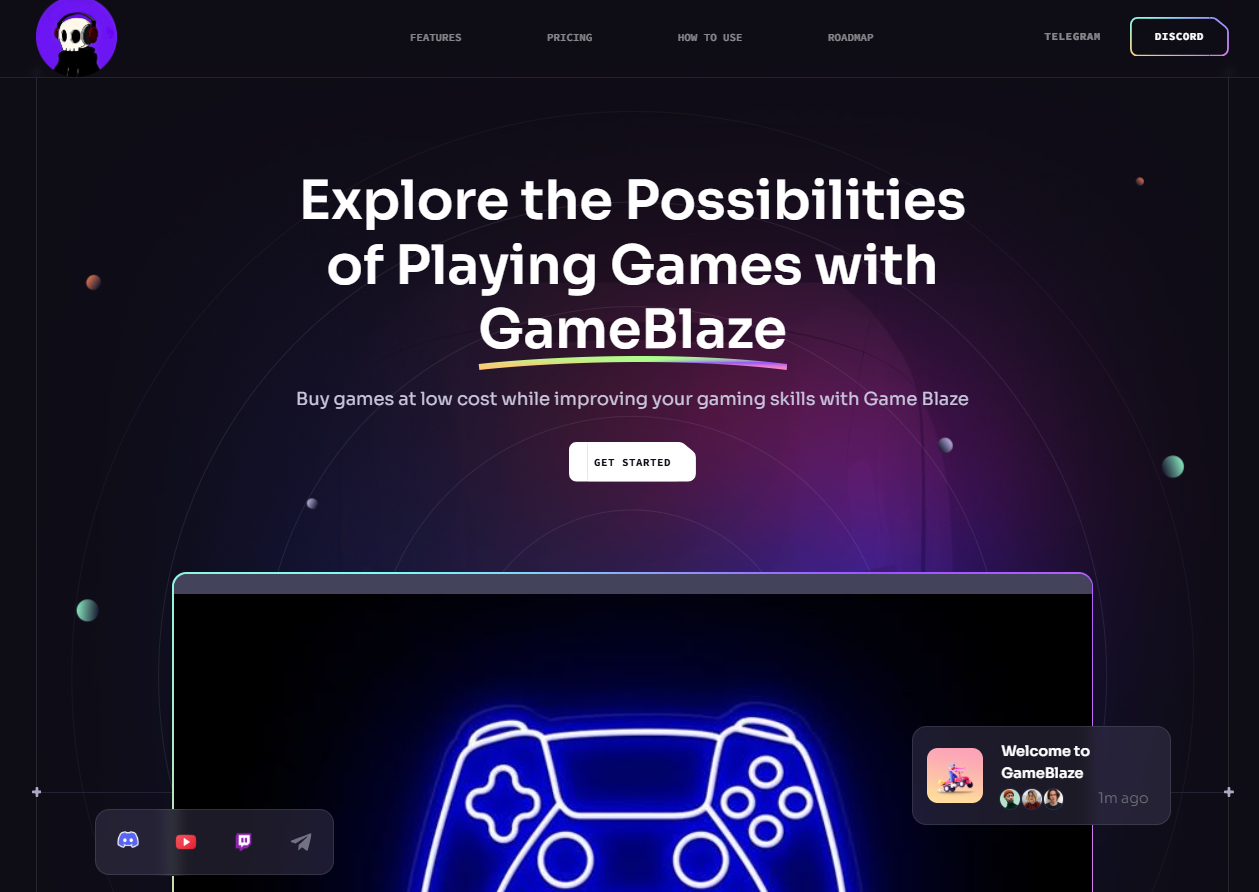 FEATURES
PRICING
HOW TO USE
ROADMAP
TELEGRAM
DISCORD
Explore the Possibilities
of Playing Games with
GameBlaze
Buy games at low cost while improving your gaming skills with Game Blaze
GET STARTED
Welcome to
GameBlaze
1m ago